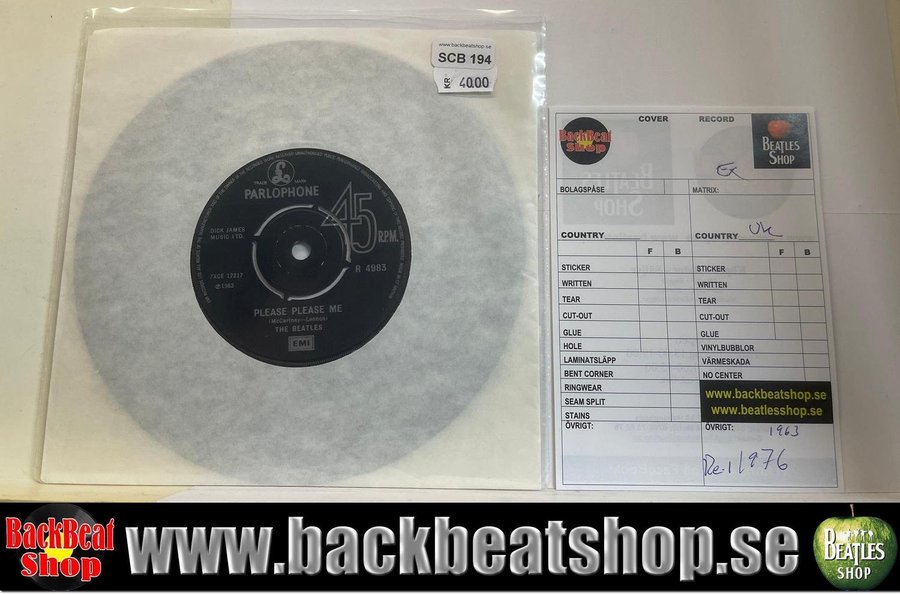 www.backbeatshop.se
SCB 194
KR: 40.00
TRADE MARK
PARLOPHONE
45
R.P.M.
DICK JAMES
MUSIC LTD.
7XCE 17217
℗1963
R 4983
PLEASE PLEASE ME
(McCartney—Lennon)
THE BEATLES
EMI
COVER RECORD
BackBeat
Shop
BEATLES
SHOP
EX
BOLAGSPÅSE MATRIX:
COUNTRY COUNTRY UK
F B F B
STICKER STICKER
WRITTEN WRITTEN
TEAR TEAR
CUT-OUT CUT-OUT
GLUE GLUE
HOLE VINYLBUBBLOR
LAMINATSLÄPP VÄRMESKADA
BENT CORNER NO CENTER
RINGWEAR
SEAM SPLIT
STAINS
www.backbeatshop.se
www.beatlesshop.se
ÖVRIGT: ÖVRIGT: 1963
Re. 1976
BackBeat
Shop
www.backbeatshop.se
BEATLES
SHOP